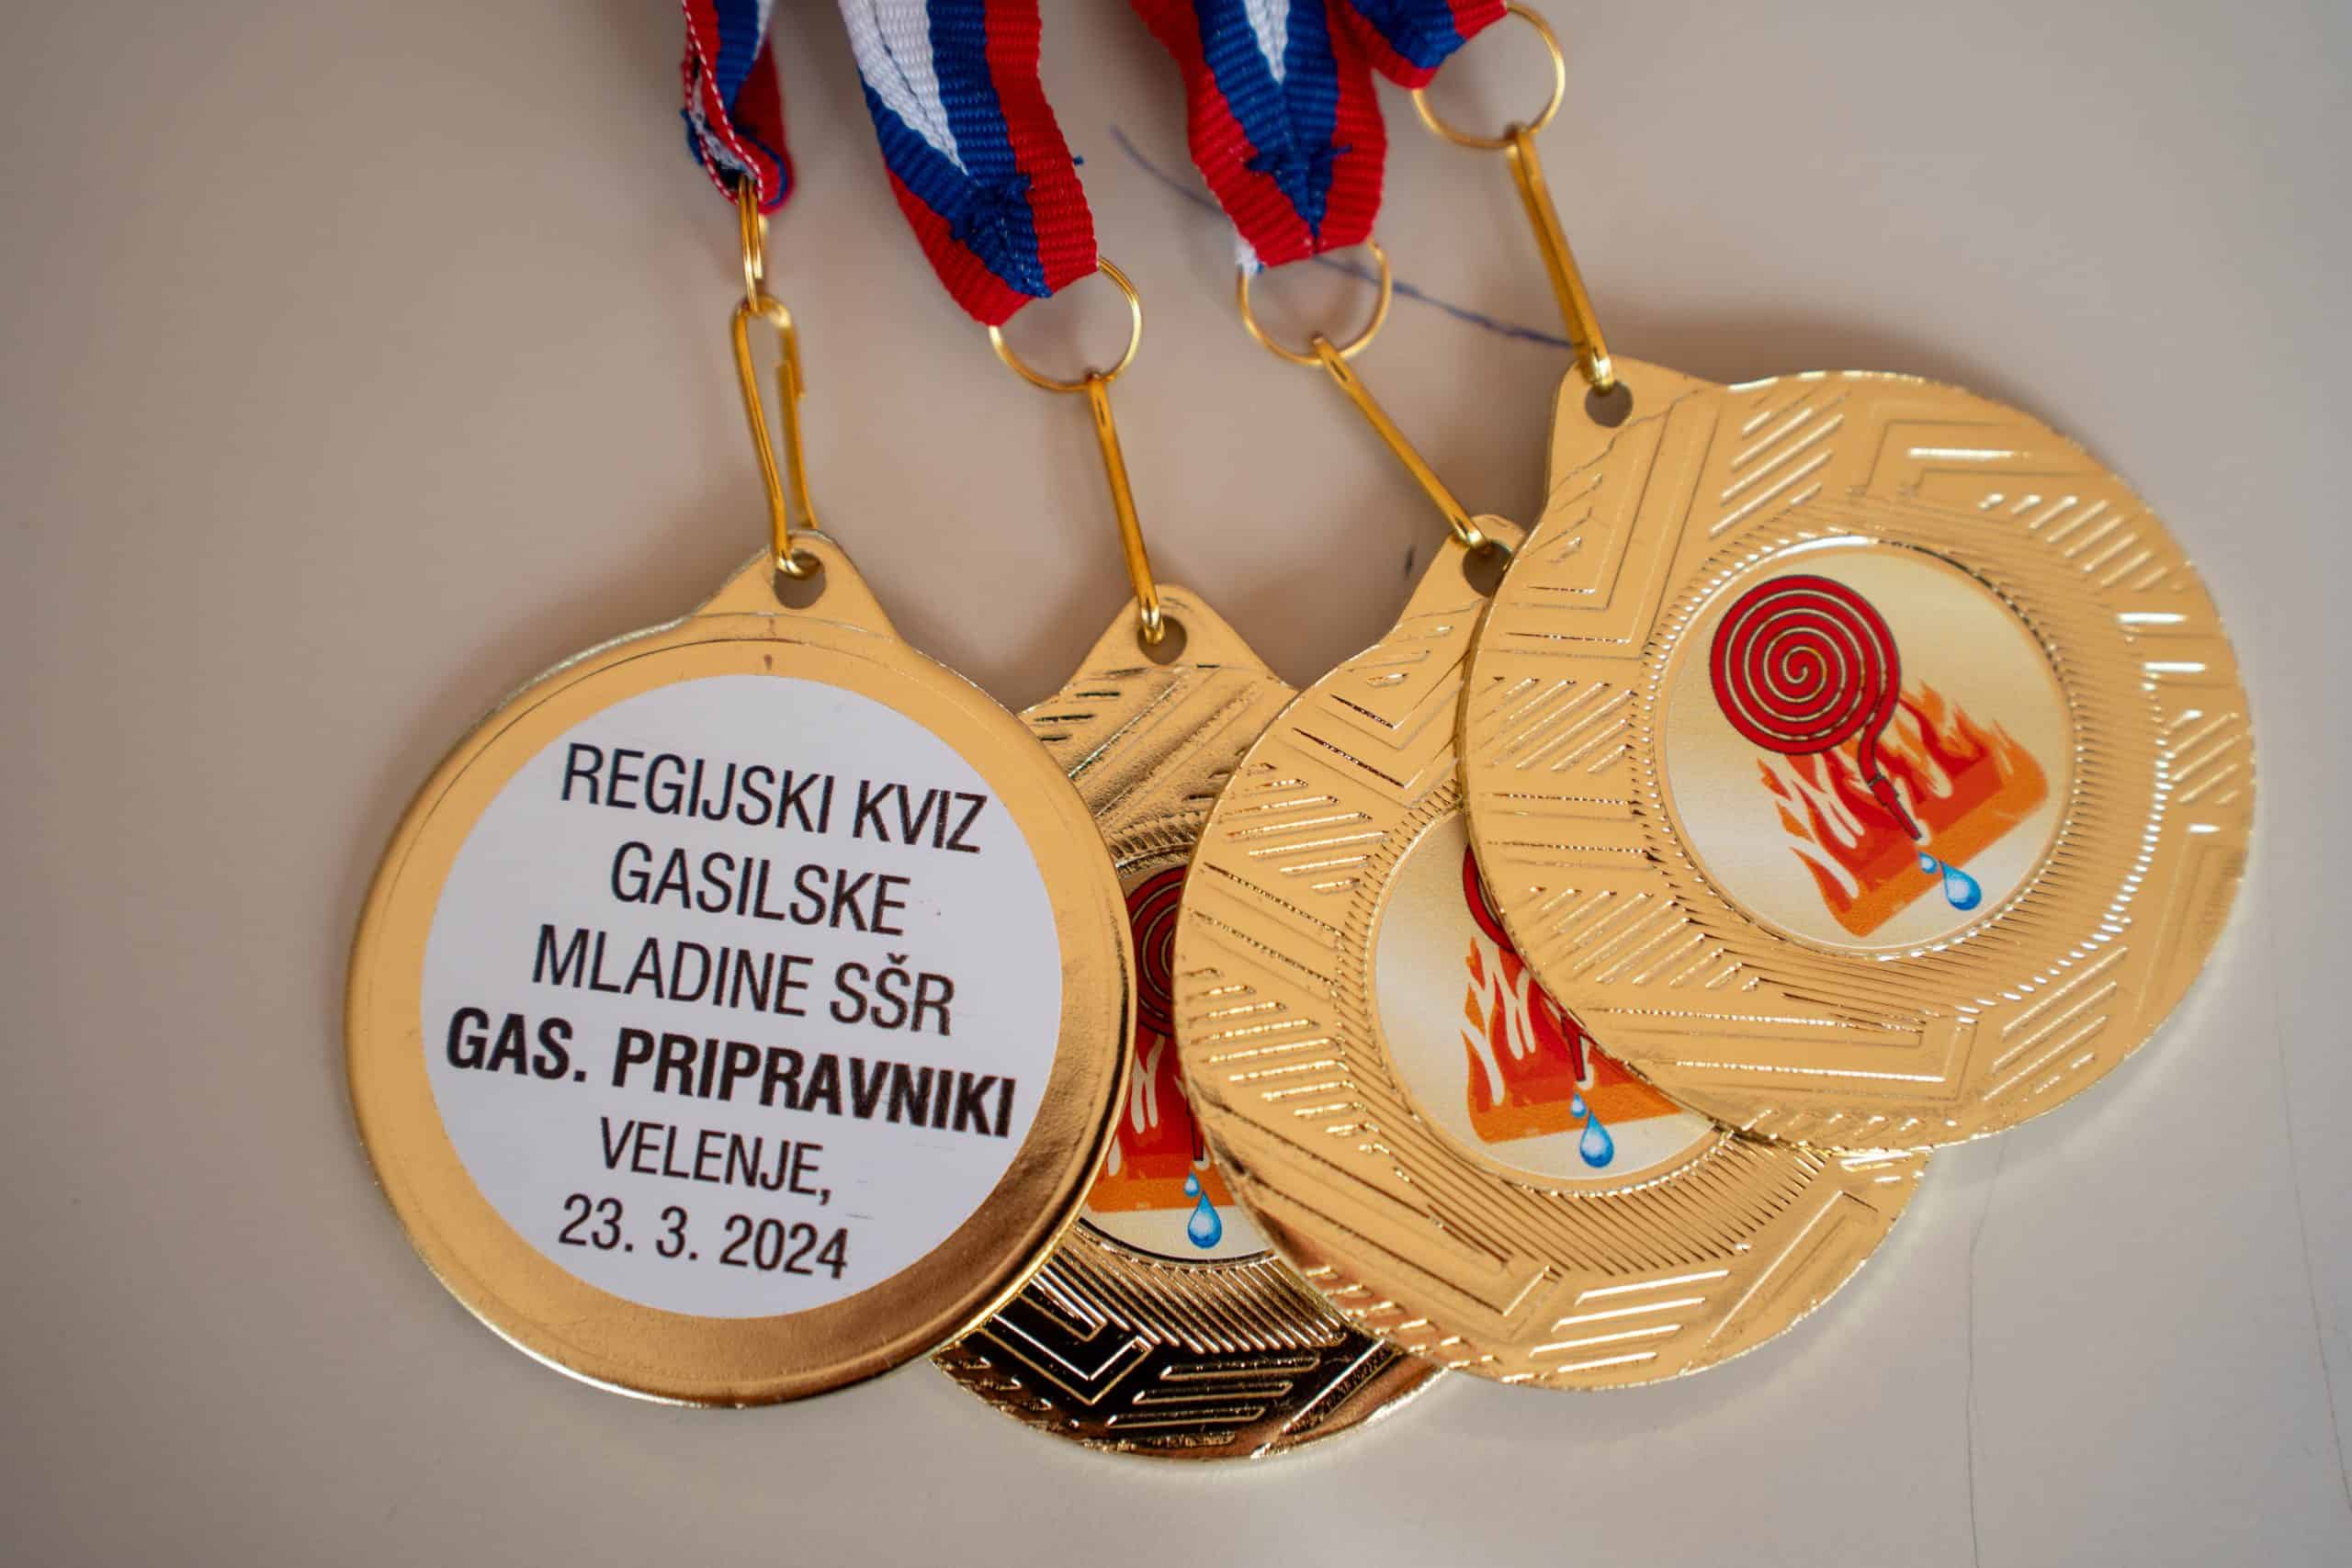 REGIJSKI KVIZ
GASILSKE
MLADINE SŠR
GAS. PRIPRAVNIKI
VELENJE,
23. 3. 2024